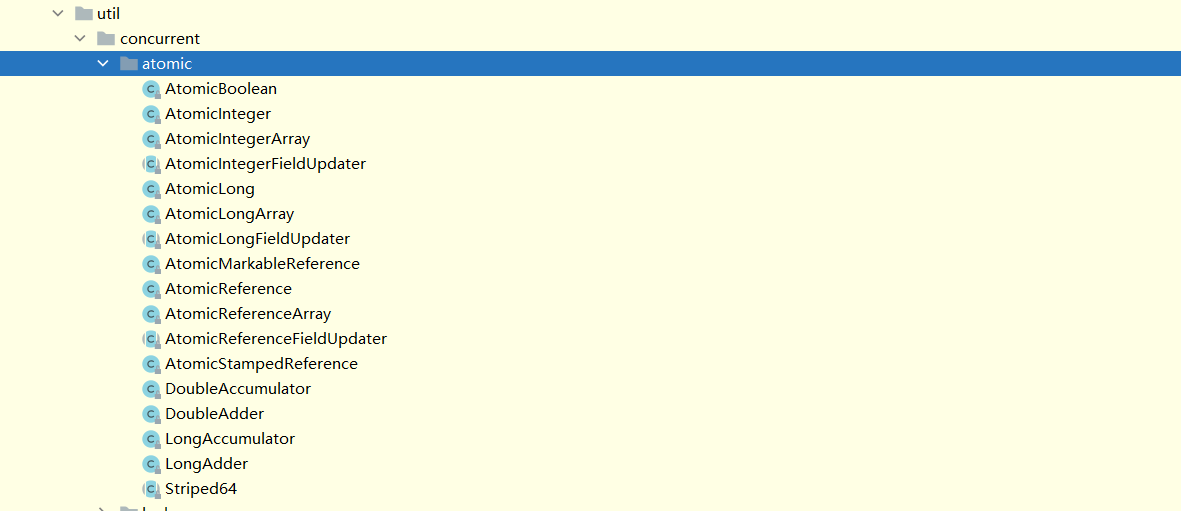 util
concurrent
atomic
AtomicBoolean
AtomicInteger
AtomicIntegerArray
AtomicIntegerFieldUpdater
AtomicLong
AtomicLongArray
AtomicLongFieldUpdater
AtomicMarkableReference
AtomicReference
AtomicReferenceArray
AtomicReferenceFieldUpdater
AtomicStampedReference
DoubleAccumulator
DoubleAdder
LongAccumulator
LongAdder
Striped64